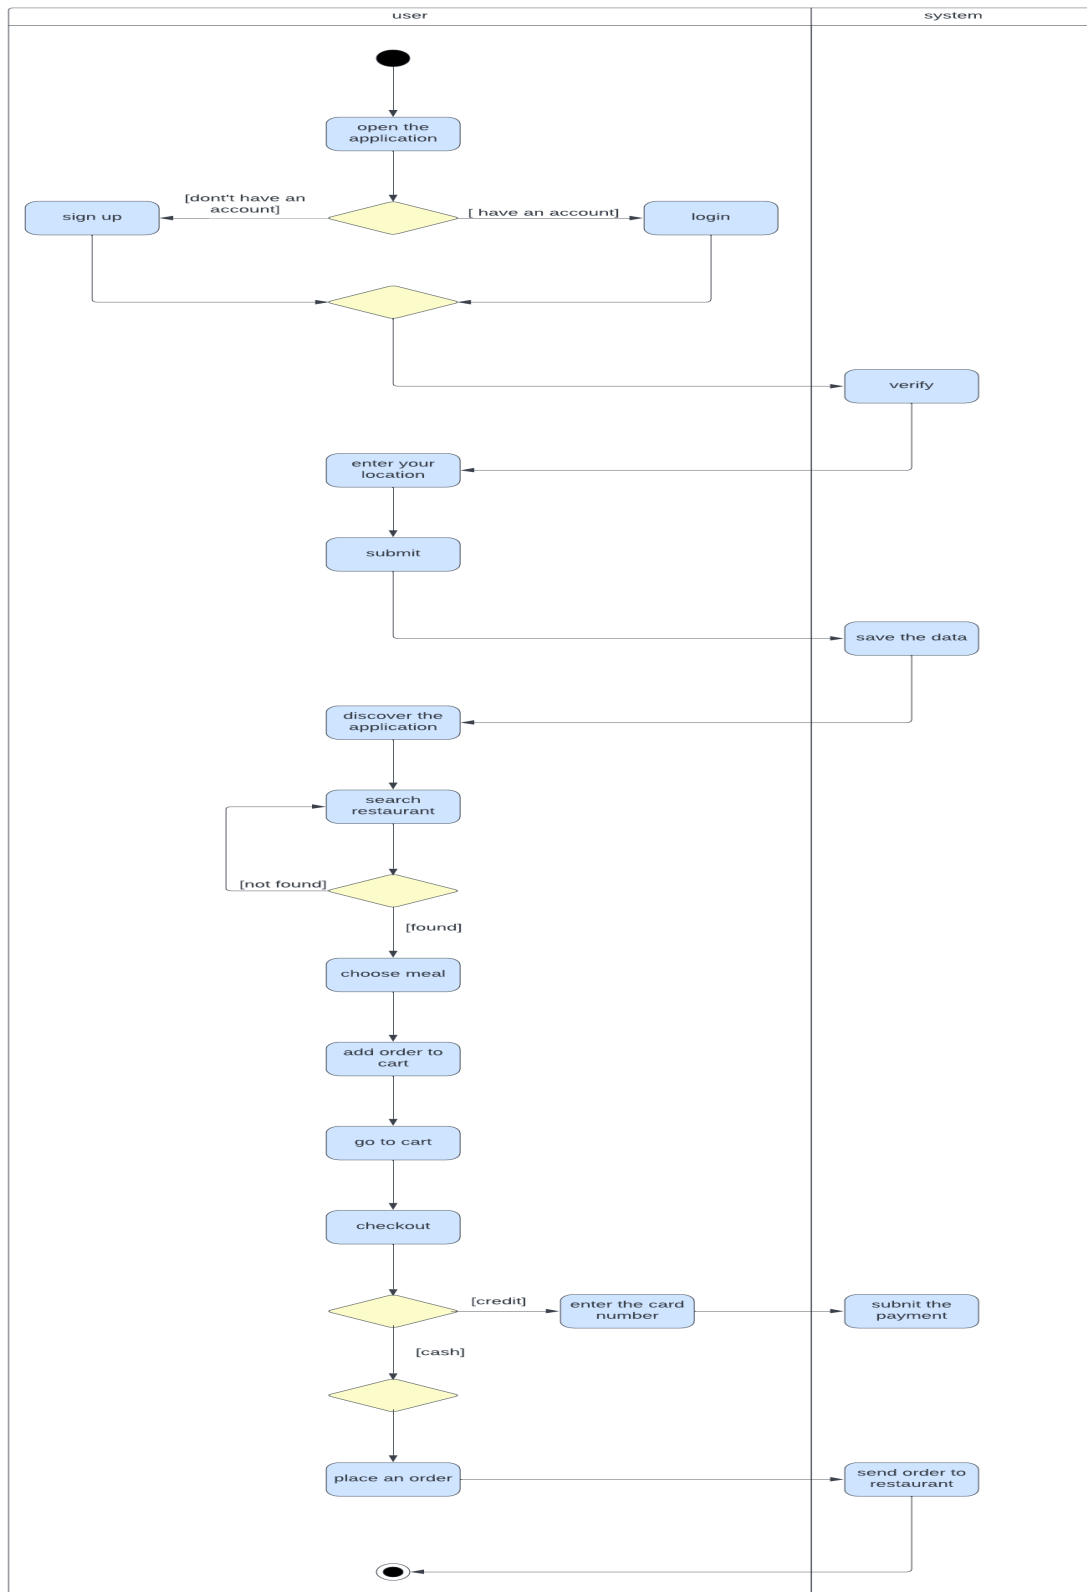 user
system
open the
application
[dont't have an
account]
[ have an account]
sign up
login
verify
enter your
location
submit
save the data
discover the
application
search
restaurant
[not found]
[found]
choose meal
add order to
cart
go to cart
checkout
[credit]
enter the card
number
subnit the
payment
[cash]
place an order
send order to
restaurant